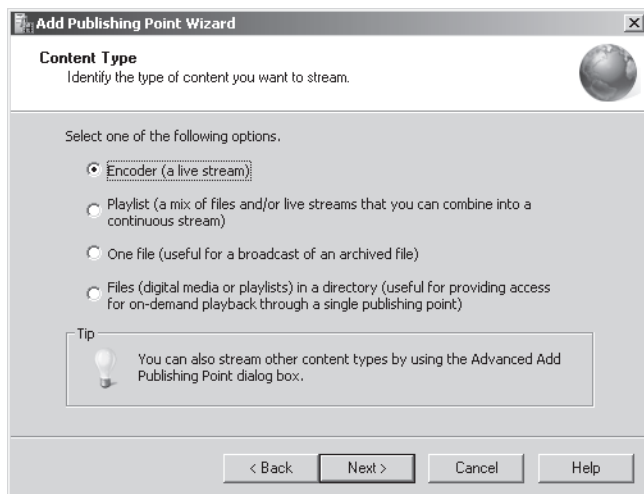 Add Publishing Point Wizard
Content Type
Identify the type of content you want to stream.
Select one of the following options.
Encoder (a live stream)
Playlist (a mix of files and/or live streams that you can combine into a
continuous stream)
One file (useful for a broadcast of an archived file)
Files (digital media or playlists) in a directory (useful for providing access
for on-demand playback through a single publishing point)
Tip
You can also stream other content types by using the Advanced Add
Publishing Point dialog box.
< Back
Next >
Cancel
Help